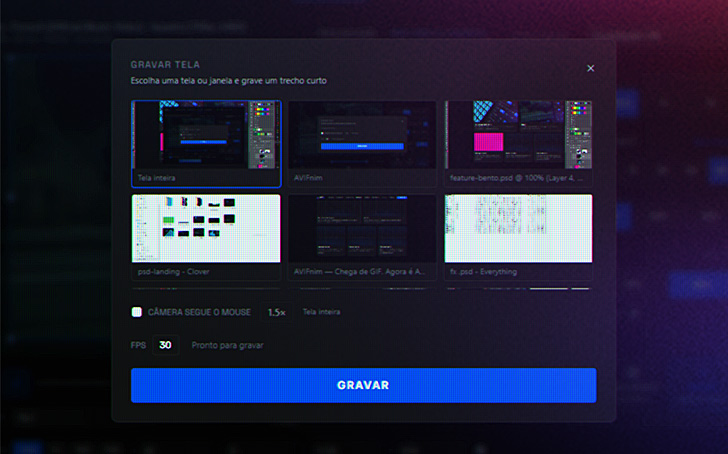 GRAVAR TELA
Escolha uma tela ou janela e grave um trecho curto
Tela inteira
AVIFmim
feature-bento.psd @ 100% (Layer 4, ...
psd-landing - Clover
AVIFmim — Chega de GIF. Agora é A...
fx .psd - Everything
CÂMERA SEGUE O MOUSE
1.5×
Tela inteira
FPS
30
Pronto para gravar
GRAVAR